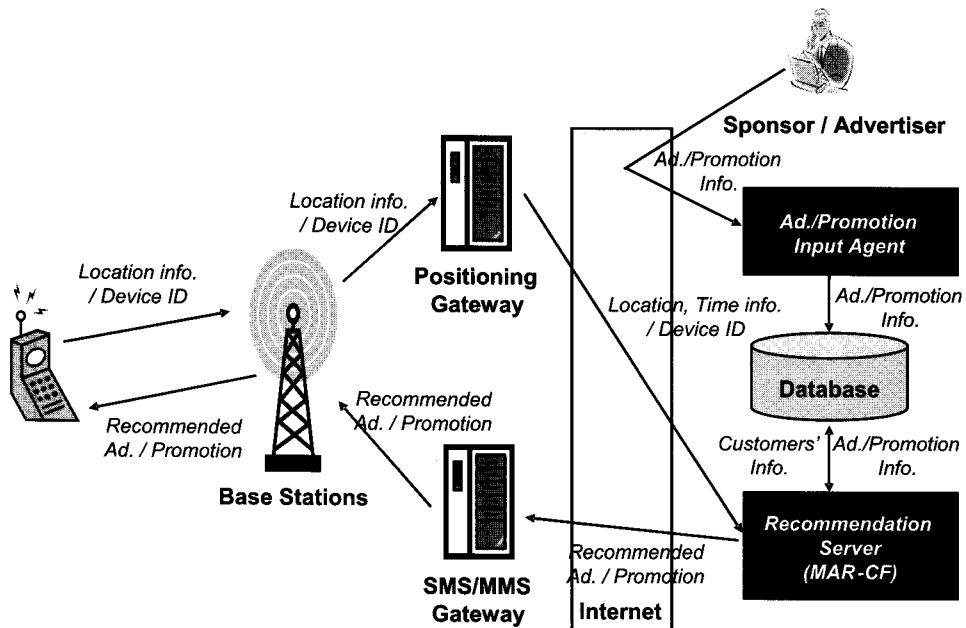 Sponsor / Advertiser
Ad./Promotion
Info.
Ad./Promotion
Input Agent
Location info.
/ Device ID
Positioning
Gateway
Location info.
/ Device ID
Location, Time info.
/ Device ID
Ad./Promotion
Info.
Database
Recommended
Ad. / Promotion
Recommended
Ad. / Promotion
Base Stations
Customers'
Info.
Ad./Promotion
Info.
Recommendation
Server
(MAR-CF)
Recommended
Ad. / Promotion
SMS/MMS
Gateway
Internet